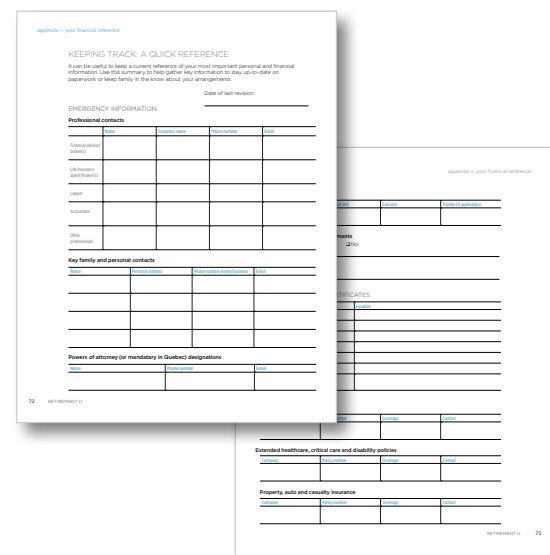 appendix > your financial reference
KEEPING TRACK: A QUICK REFERENCE
It can be useful to keep a current reference of your most important personal and financial
information. Use this summary to help gather key information to stay up-to-date on
paperwork or keep family in the know about your arrangements.
Date of last revision:
EMERGENCY INFORMATION
Professional contacts
Name Company name Phone number Email
Financial advisor/
broker(s)
Life insurance
agent/broker(s)
Lawyer
Accountant
Other
professionals
Key family and personal contacts
Name Personal address Phone number home/business Email
Powers of attorney (or mandatary in Quebec) designations
Name Phone number Email
72 RETIREMENT U
appendix > your financial reference
Executor Trustee (if applicable)
No
Location
Policy number Coverage Contact
Extended healthcare, critical care and disability policies
Company Policy number Coverage Contact
Property, auto and casualty insurance
Company Policy number Coverage Contact
RETIREMENT U 73